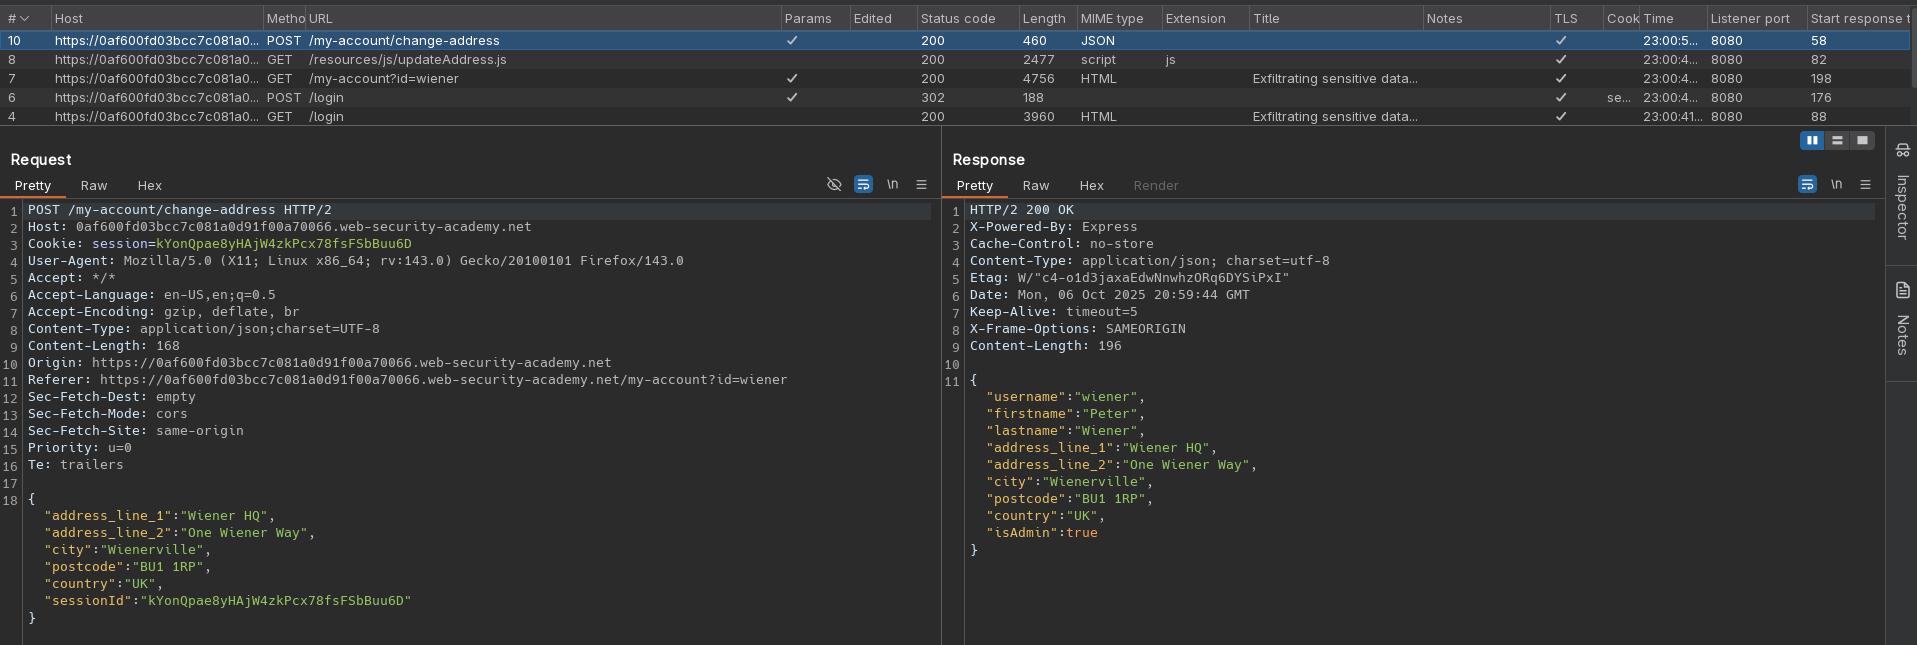 # Host Metho URL Params Edited Status code Length MIME type Extension Title Notes TLS Cook Time Listener port Start response t
10 https://0af600fd03bcc7c081a0... POST /my-account/change-address ✓ 200 460 JSON ✓ 23:00:5... 8080 58
8 https://0af600fd03bcc7c081a0... GET /resources/js/updateAddress.js 200 2477 script js ✓ 23:00:4... 8080 82
7 https://0af600fd03bcc7c081a0... GET /my-account?id=wiener ✓ 200 4756 HTML Exfiltrating sensitive data... ✓ 23:00:4... 8080 198
6 https://0af600fd03bcc7c081a0... POST /login ✓ 302 188 ✓ se... 23:00:4... 8080 176
4 https://0af600fd03bcc7c081a0... GET /login 200 3960 HTML Exfiltrating sensitive data... ✓ 23:00:41... 8080 88
Request
Pretty Raw Hex \n
1 POST /my-account/change-address HTTP/2
2 Host: 0af600fd03bcc7c081a0d91f00a70066.web-security-academy.net
3 Cookie: session=kYonQpae8yHAjW4zkPcx78fsFSbBuu6D
4 User-Agent: Mozilla/5.0 (X11; Linux x86_64; rv:143.0) Gecko/20100101 Firefox/143.0
5 Accept: */*
6 Accept-Language: en-US,en;q=0.5
7 Accept-Encoding: gzip, deflate, br
8 Content-Type: application/json;charset=UTF-8
9 Content-Length: 168
10 Origin: https://0af600fd03bcc7c081a0d91f00a70066.web-security-academy.net
11 Referer: https://0af600fd03bcc7c081a0d91f00a70066.web-security-academy.net/my-account?id=wiener
12 Sec-Fetch-Dest: empty
13 Sec-Fetch-Mode: cors
14 Sec-Fetch-Site: same-origin
15 Priority: u=0
16 Te: trailers
17
18 {
"address_line_1":"Wiener HQ",
"address_line_2":"One Wiener Way",
"city":"Wienerville",
"postcode":"BU1 1RP",
"country":"UK",
"sessionId":"kYonQpae8yHAjW4zkPcx78fsFSbBuu6D"
}
Response
Pretty Raw Hex Render \n
1 HTTP/2 200 OK
2 X-Powered-By: Express
3 Cache-Control: no-store
4 Content-Type: application/json; charset=utf-8
5 Etag: W/"c4-o1d3jaxaEdwNnwhzORq6DYSiPxI"
6 Date: Mon, 06 Oct 2025 20:59:44 GMT
7 Keep-Alive: timeout=5
8 X-Frame-Options: SAMEORIGIN
9 Content-Length: 196
10
11 {
"username":"wiener",
"firstname":"Peter",
"lastname":"Wiener",
"address_line_1":"Wiener HQ",
"address_line_2":"One Wiener Way",
"city":"Wienerville",
"postcode":"BU1 1RP",
"country":"UK",
"isAdmin":true
}
Inspector
Notes